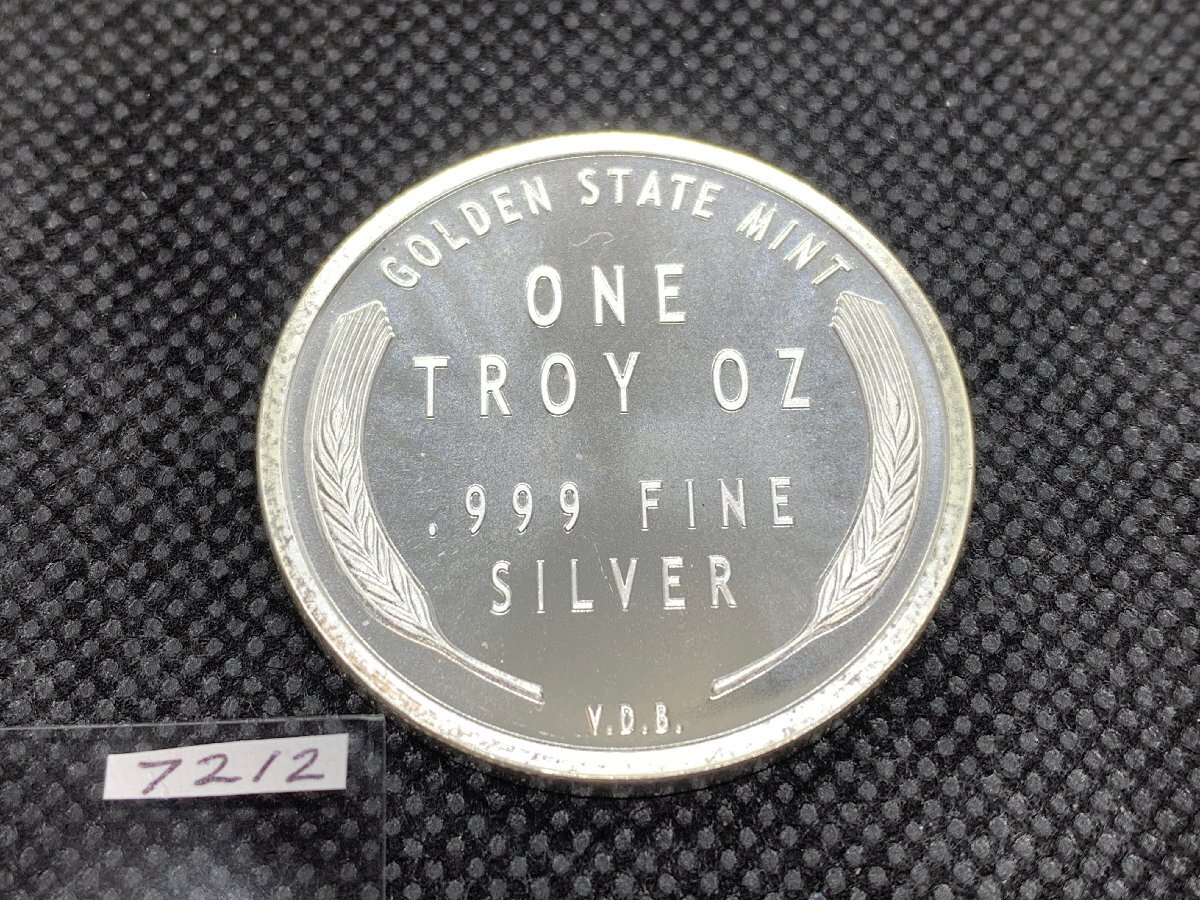 GOLDEN STATE MINT
ONE
TROY OZ
.999 FINE
SILVER
V.D.B.
7212